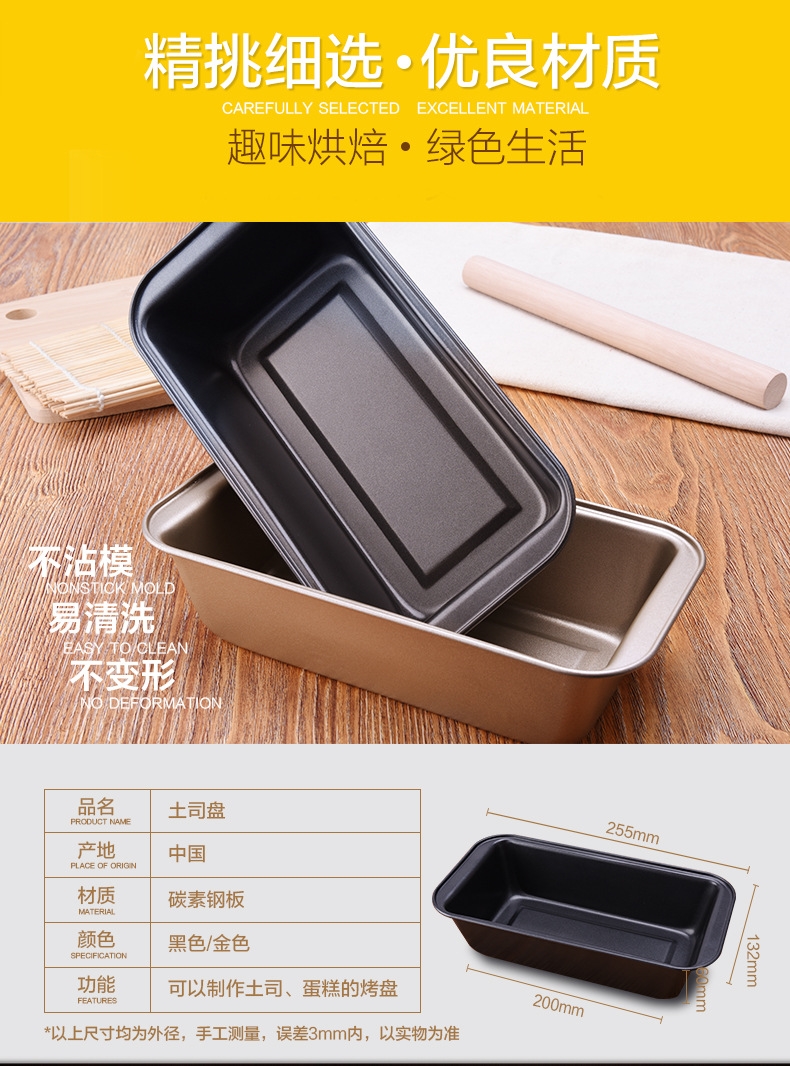 精挑细选·优良材质
CAREFULLY SELECTED EXCELLENT MATERIAL
趣味烘焙·绿色生活
不沾模
NONSTICK MOLD
易清洗
EASY TO CLEAN
不变形
NO DEFORMATION
品名 土司盘
PRODUCT NAME
产地 中国
PLACE OF ORIGIN
材质 碳素钢板
MATERIAL
颜色 黑色/金色
SPECIFICATION
功能 可以制作土司、蛋糕的烤盘
FEATURES
255mm
132mm
200mm
*以上尺寸均为外径，手工测量，误差3mm内，以实物为准